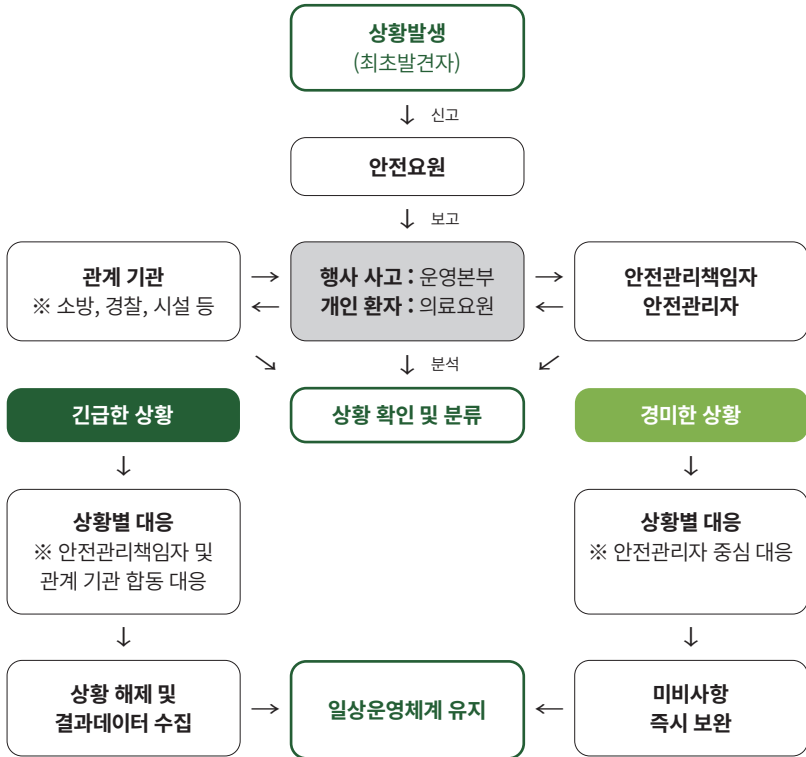 상황발생
(최초발견자)
↓ 신고
안전요원
↓ 보고
관계 기관
※ 소방, 경찰, 시설 등
→
←
행사 사고 : 운영본부
개인 환자 : 의료요원
→
←
안전관리책임자
안전관리자
↘
↓ 분석
↙
긴급한 상황
상황 확인 및 분류
경미한 상황
↓
↓
상황별 대응
※ 안전관리책임자 및
관계 기관 합동 대응
상황별 대응
※ 안전관리자 중심 대응
↓
↓
상황 해제 및
결과데이터 수집
→
일상운영체계 유지
←
미비사항
즉시 보완